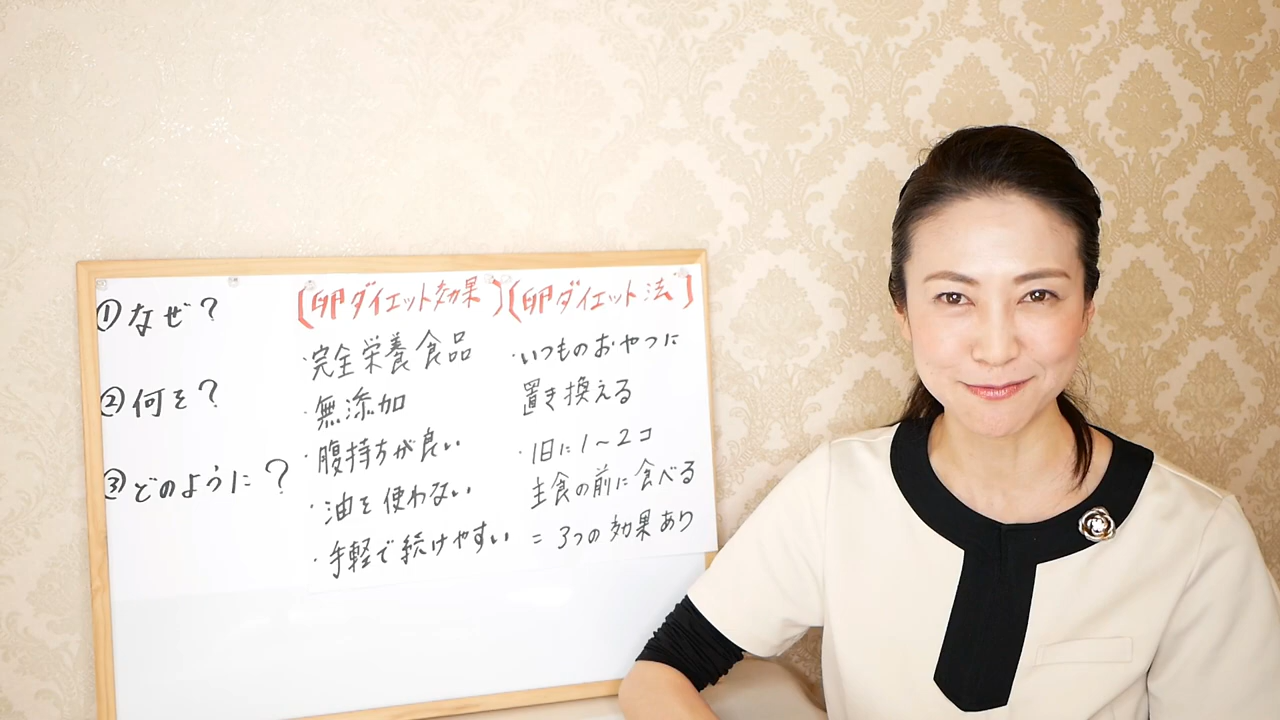 ①なぜ?
②何を?
③どのように?
【卵ダイエット効果】
・完全栄養食品
・無添加
・腹持ちが良い
・油を使わない
・手軽で続けやすい
【卵ダイエット法】
・いつものおやつに
置き換える
・1日に1〜2コ
主食の前に食べる
=3つの効果あり